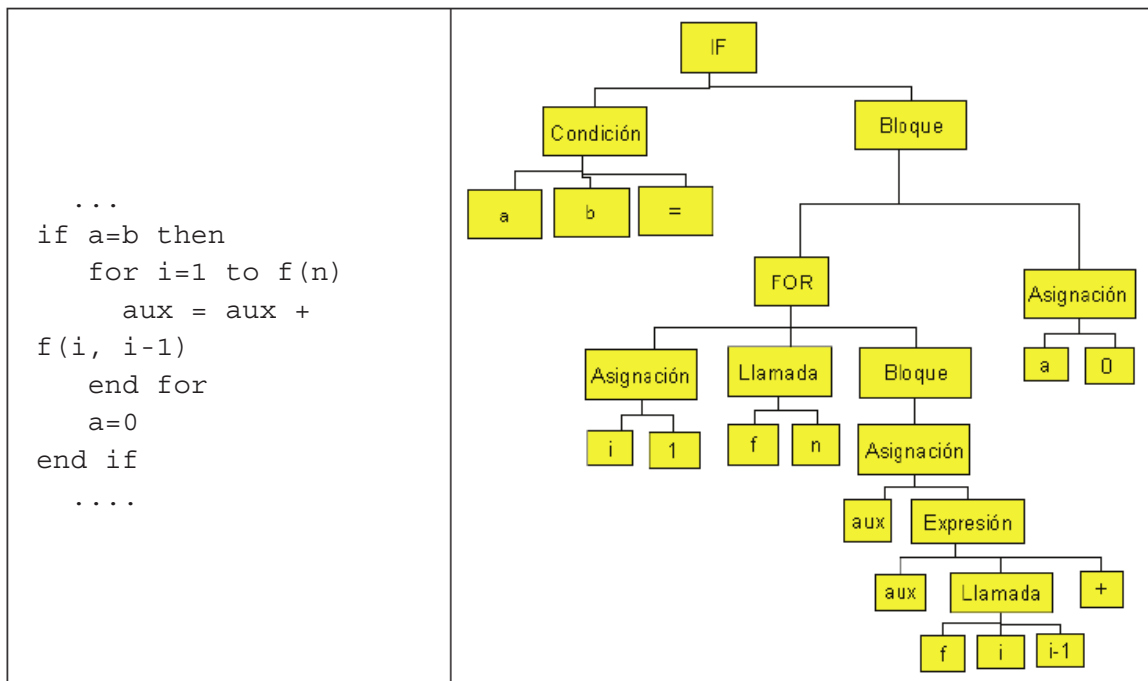 ...
if a=b then
for i=1 to f(n)
aux = aux +
f(i, i-1)
end for
a=0
end if
....
IF
Condición
Bloque
a
b
=
FOR
Asignación
Asignación
Llamada
Bloque
a
0
i
1
f
n
Asignación
aux
Expresión
aux
Llamada
+
f
i
i-1